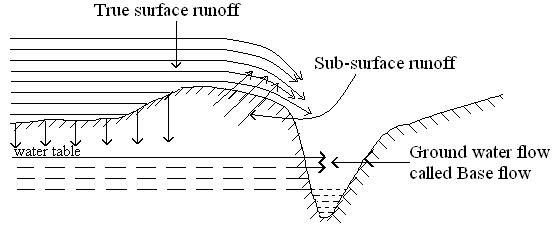 True surface runoff
Sub-surface runoff
water table
Ground water flow
called Base flow